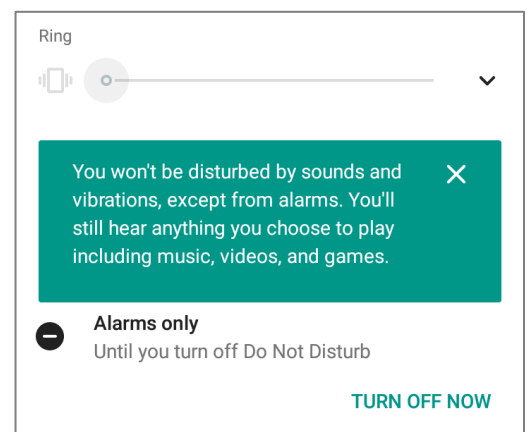 Ring
You won't be disturbed by sounds and
vibrations, except from alarms. You'll
still hear anything you choose to play
including music, videos, and games.
Alarms only
Until you turn off Do Not Disturb
TURN OFF NOW